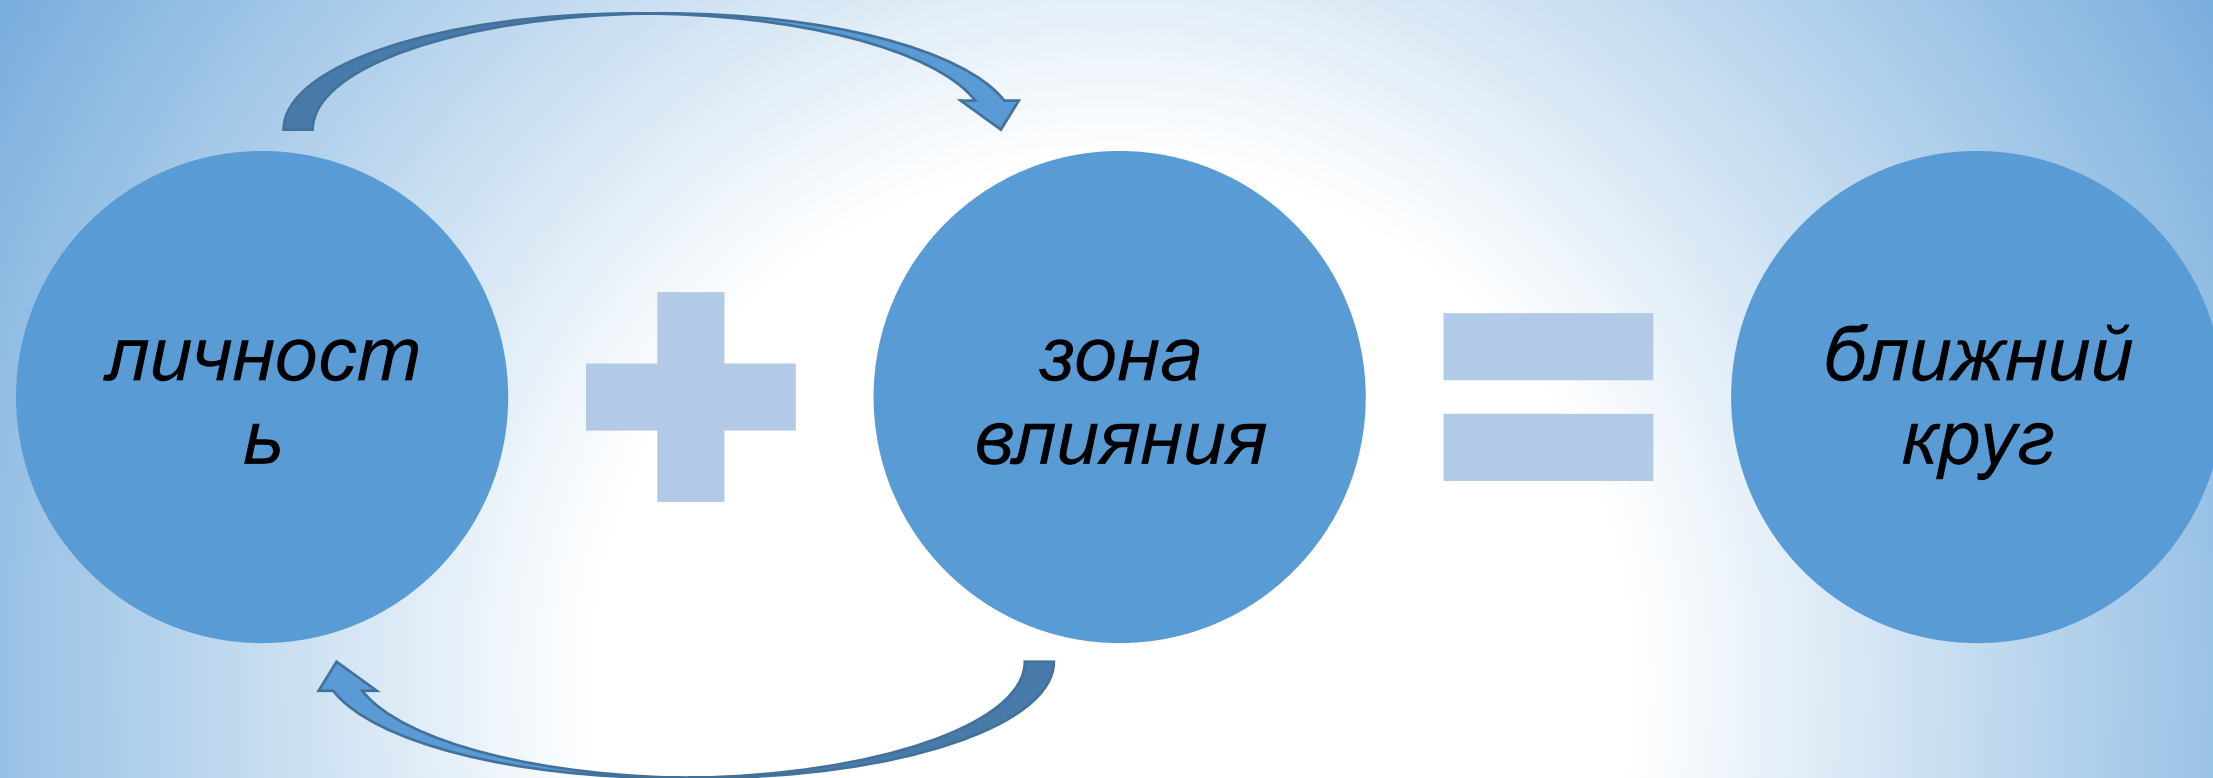 личност
ь
зона
влияния
ближний
круг